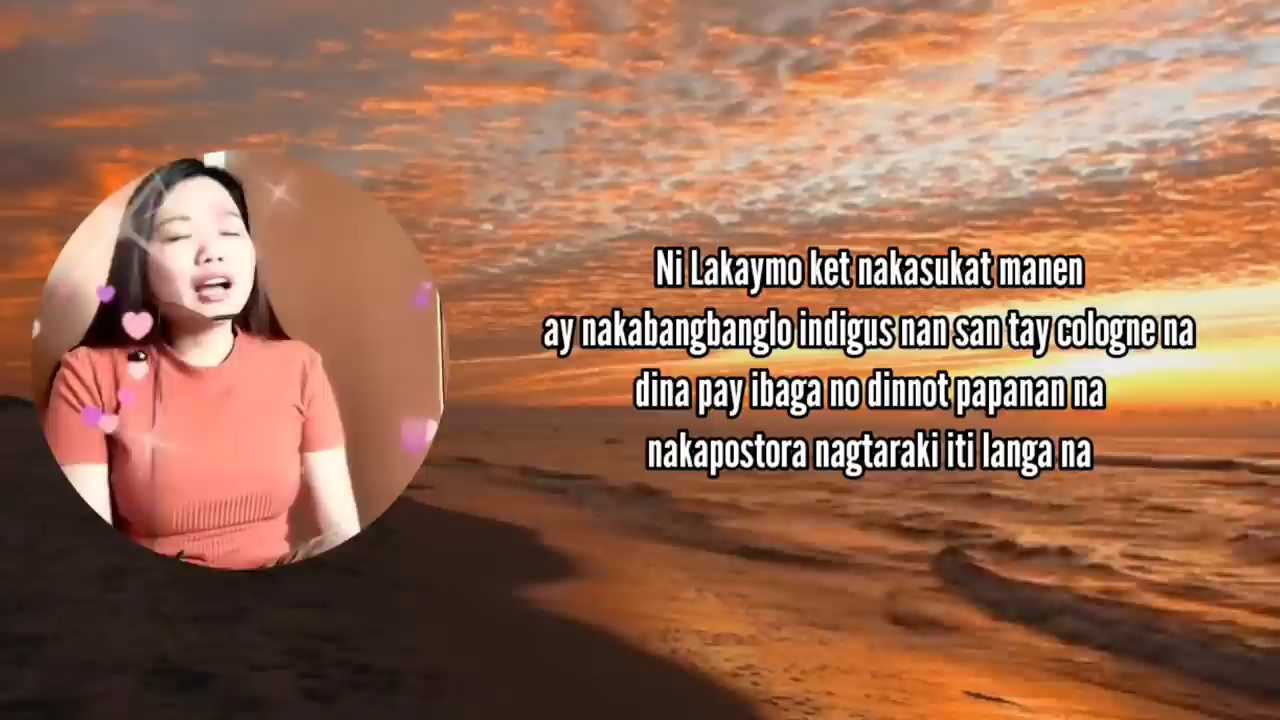 Ni Lakaymo ket nakasukat manen
ay nakabangbanglo indigus nan san tay cologne na
dina pay ibaga no dinnot papanan na
nakapostora nagtaraki iti langa na